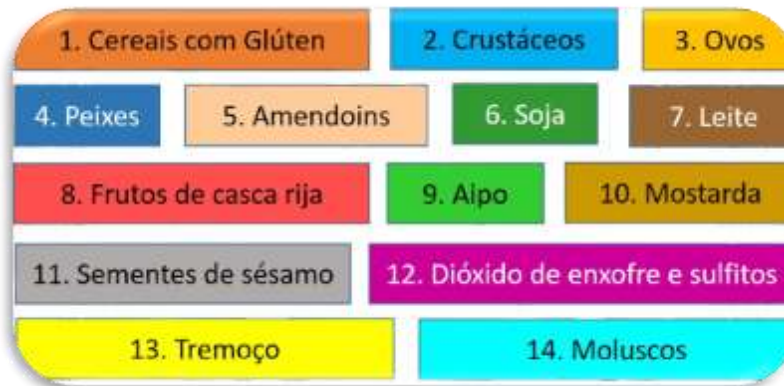 1. Cereais com Glúten
2. Crustáceos
3. Ovos
4. Peixes
5. Amendoins
6. Soja
7. Leite
8. Frutos de casca rija
9. Aipo
10. Mostarda
11. Sementes de sésamo
12. Dióxido de enxofre e sulfitos
13. Tremoço
14. Moluscos